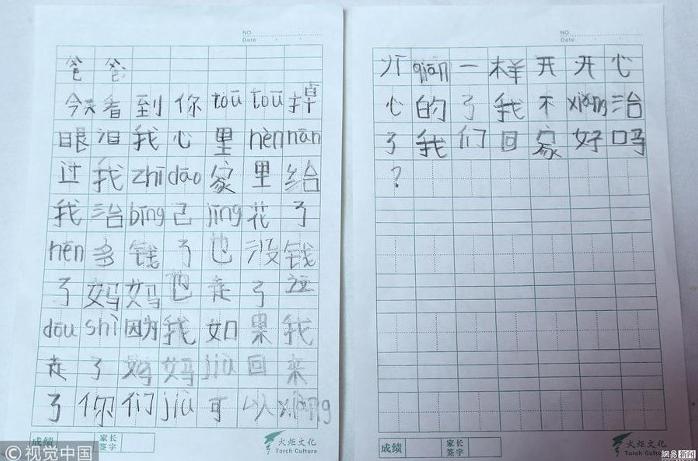 NO.
Date
爸爸
今天看到你tōutōu掉
眼泪我心里hěnnān
过我zhīdāo家里给
我治bīng己jīng花了
hēn多钱了也没钱
了妈妈也走了这
dōushì因为我如果我
走了妈妈jiù回来
了你们jiù可以xiàng
成绩
家长
签字
火炬文化
Torch Culture
NO.
Date
以qiān一样开开心
心的了我不xiǎng治
了我们回家好吗
？
成绩
家长
签字
火炬文化
Torch Culture
© 视觉中国
网易新闻